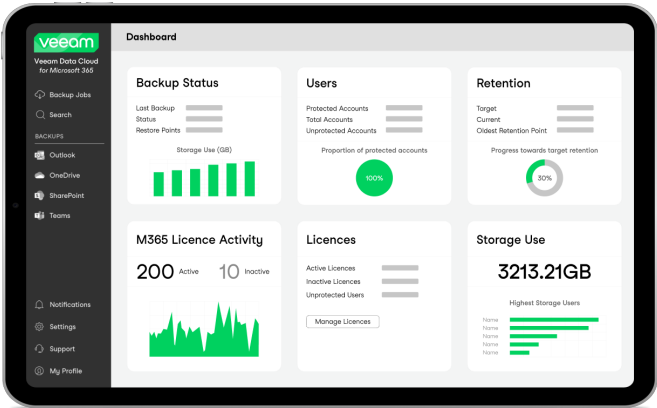 veeam
Veeam Data Cloud
for Microsoft 365
Backup Jobs
Search
BACKUPS
Outlook
OneDrive
SharePoint
Teams
Notifications
Settings
Support
My Profile
Dashboard
Backup Status
Last Backup
Status
Restore Points
Storage Use (GB)
Users
Protected Accounts
Total Accounts
Unprotected Accounts
Proportion of protected accounts
100%
Retention
Target
Current
Oldest Retention Point
Progress towards target retention
30%
M365 Licence Activity
200 Active 10 Inactive
Licences
Active Licences
Inactive Licences
Unprotected Users
Manage Licences
Storage Use
3213.21GB
Highest Storage Users
Name
Name
Name
Name
Name